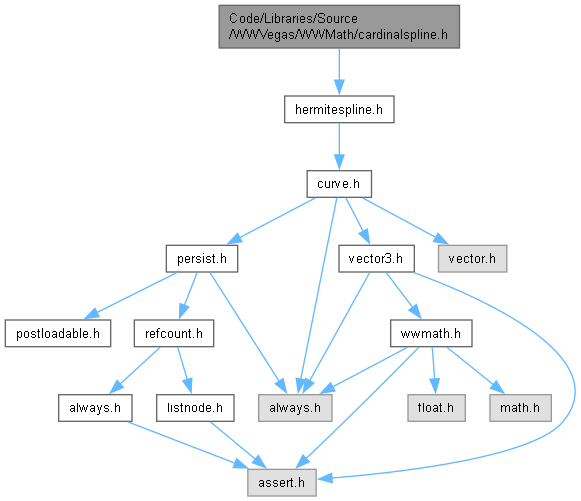 Code/Libraries/Source
/WWVegas/WWMath/cardinalspline.h
hermitespline.h
curve.h
persist.h
vector3.h
vector.h
postloadable.h
refcount.h
wwmath.h
always.h
listnode.h
always.h
float.h
math.h
assert.h